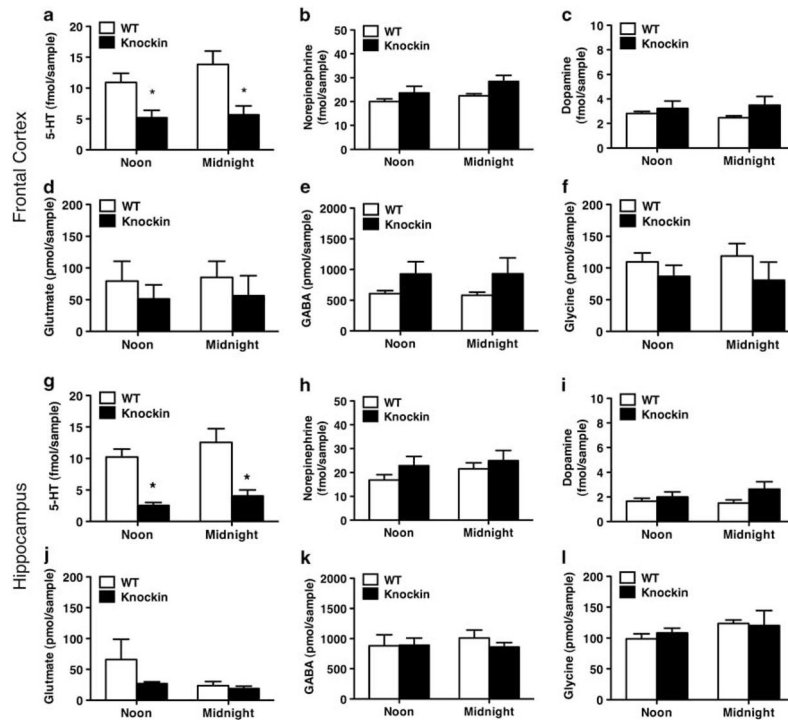 Frontal Cortex
a
WT
Knockin
5-HT (fmol/sample)
20
15
10
5
0
*
*
Noon Midnight
b
WT
Knockin
Norepinephrine
(fmol/sample)
50
40
30
20
10
0
Noon Midnight
c
WT
Knockin
Dopamine
(fmol/sample)
10
8
6
4
2
0
Noon Midnight
d
WT
Knockin
Glutmate (pmol/sample)
200
150
100
50
0
Noon Midnight
e
WT
Knockin
GABA (pmol/sample)
2000
1500
1000
500
0
Noon Midnight
f
WT
Knockin
Glycine (pmol/sample)
200
150
100
50
0
Noon Midnight
Hippocampus
g
WT
Knockin
5-HT (fmol/sample)
20
15
10
5
0
*
*
Noon Midnight
h
WT
Knockin
Norepinephrine
(fmol/sample)
50
40
30
20
10
0
Noon Midnight
i
WT
Knockin
Dopamine
(fmol/sample)
10
8
6
4
2
0
Noon Midnight
j
WT
Knockin
Glutmate (pmol/sample)
200
150
100
50
0
Noon Midnight
k
WT
Knockin
GABA (pmol/sample)
2000
1500
1000
500
0
Noon Midnight
l
WT
Knockin
Glycine (pmol/sample)
200
150
100
50
0
Noon Midnight